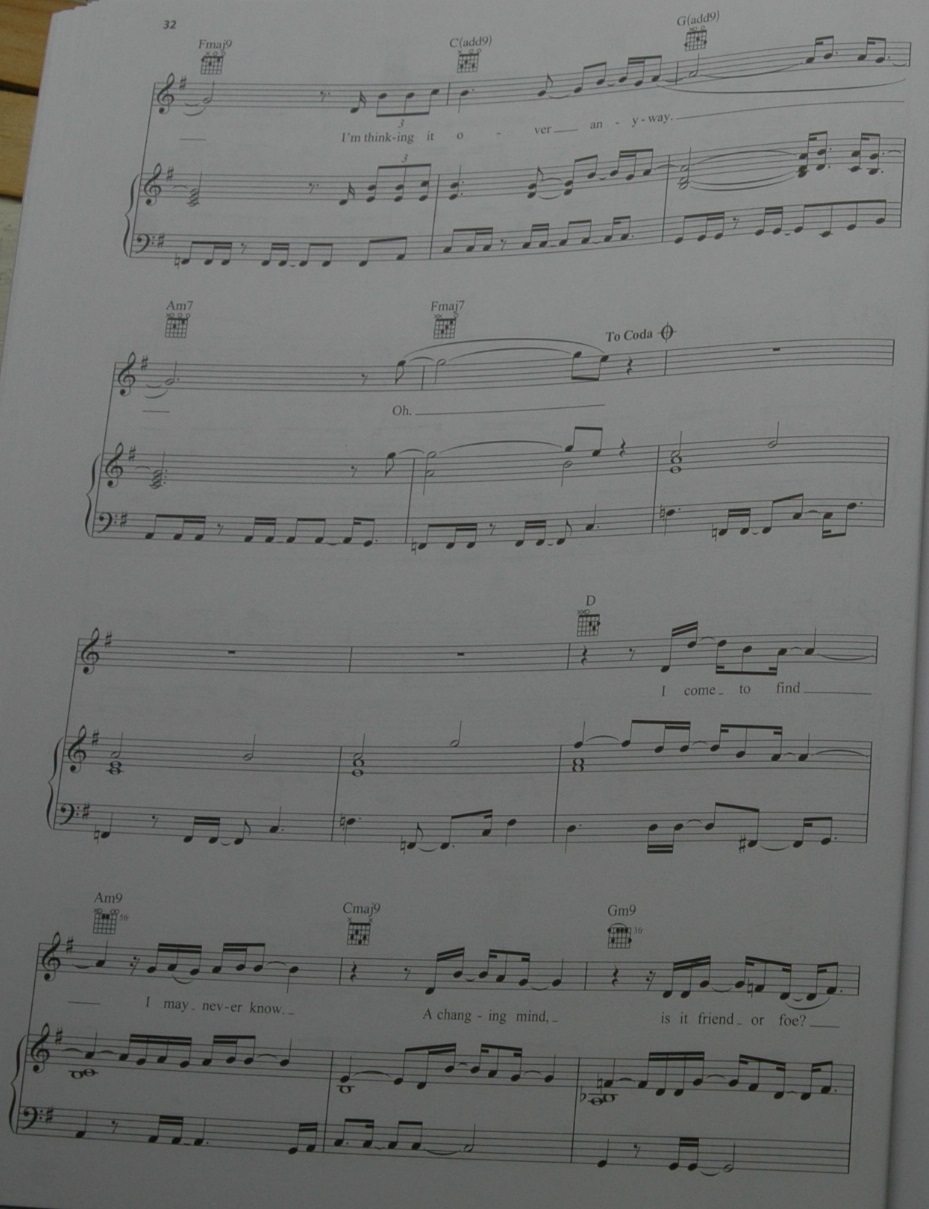 32
Fmaj9 C(add9) G(add9)
3
I'm think-ing it o - ver an - y - way.
3
Am7 Fmaj7
To Coda
Oh.
D
I come to find
Am9 Cmaj9 Gm9
I may nev-er know. A chang - ing mind, is it friend or foe?